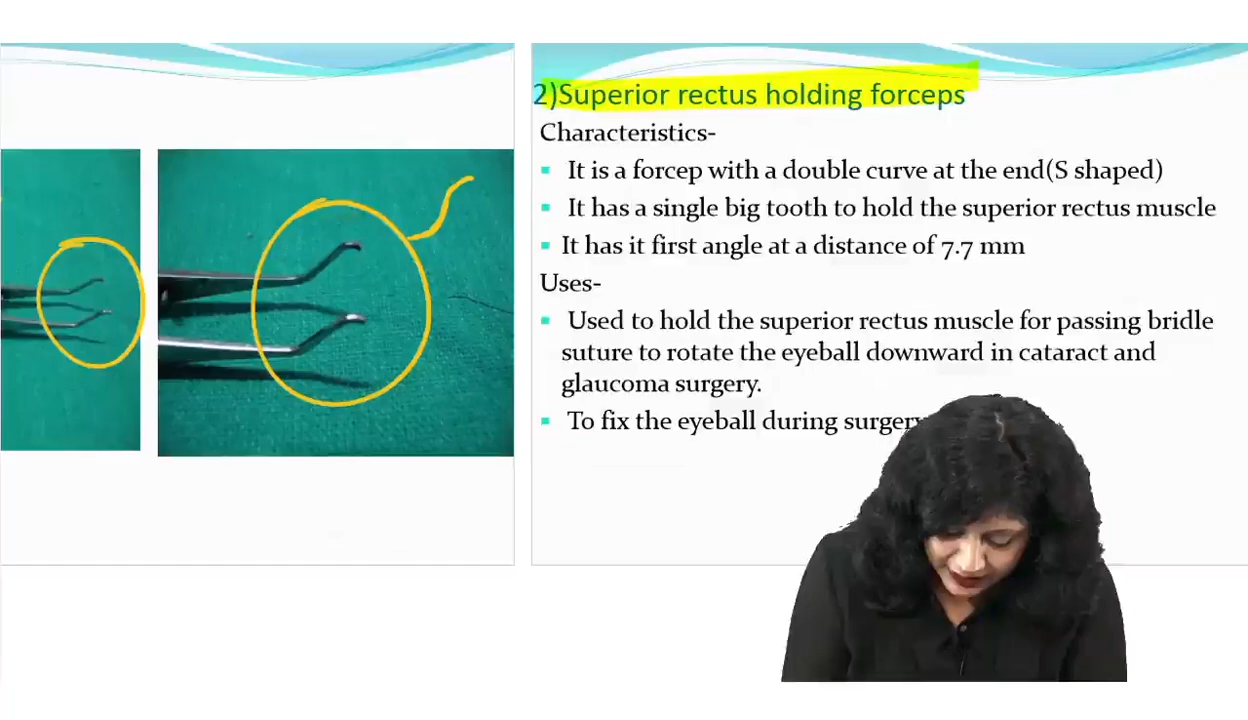 2)Superior rectus holding forceps
Characteristics-
It is a forcep with a double curve at the end(S shaped)
It has a single big tooth to hold the superior rectus muscle
It has it first angle at a distance of 7.7 mm
Uses-
Used to hold the superior rectus muscle for passing bridle
suture to rotate the eyeball downward in cataract and
glaucoma surgery.
To fix the eyeball during surgery